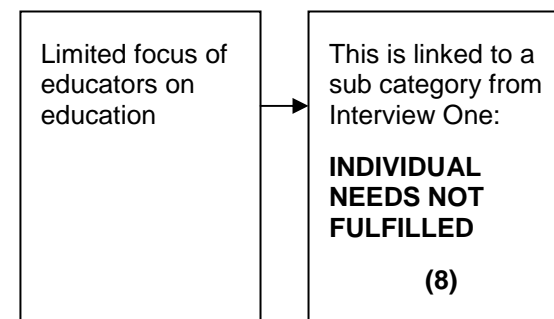 Limited focus of
educators on
education
This is linked to a
sub category from
Interview One:
INDIVIDUAL
NEEDS NOT
FULFILLED
(8)